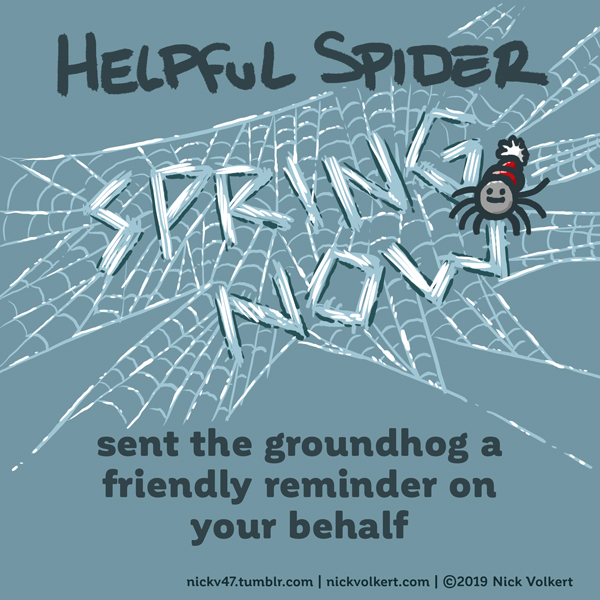 HELPFUL SPIDER
SPRING
NOW
sent the groundhog a
friendly reminder on
your behalf
nickv47.tumblr.com | nickvolkert.com | ©2019 Nick Volkert